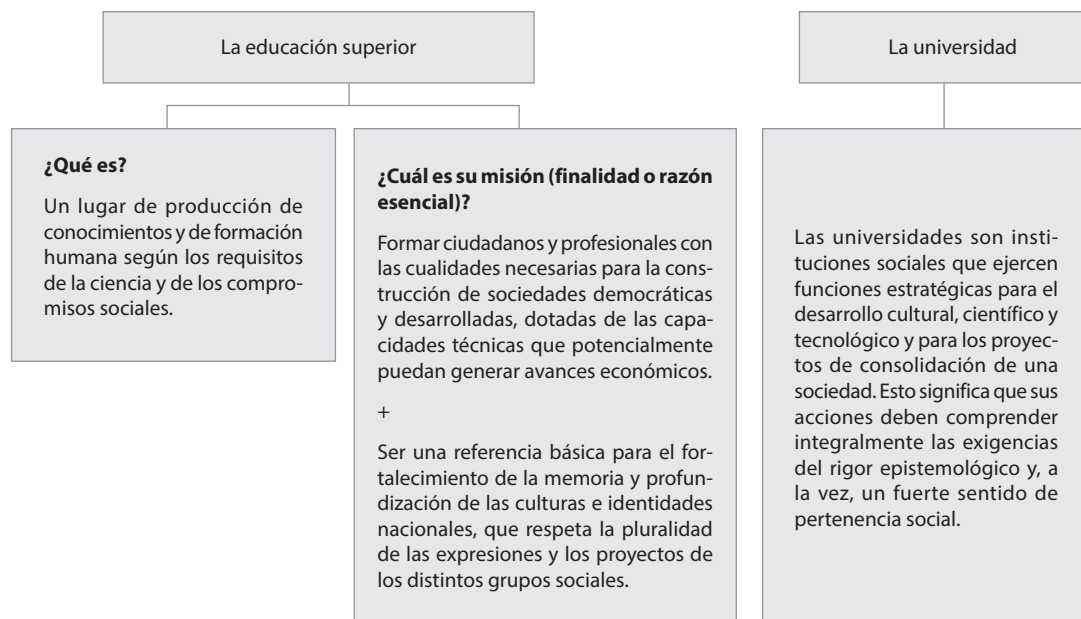 La educación superior
¿Qué es?
Un lugar de producción de
conocimientos y de formación
humana según los requisitos
de la ciencia y de los compro-
misos sociales.
¿Cuál es su misión (finalidad o razón
esencial)?
Formar ciudadanos y profesionales con
las cualidades necesarias para la cons-
trucción de sociedades democráticas
y desarrolladas, dotadas de las capa-
cidades técnicas que potencialmente
puedan generar avances económicos.
+
Ser una referencia básica para el for-
talecimiento de la memoria y profun-
dización de las culturas e identidades
nacionales, que respeta la pluralidad
de las expresiones y los proyectos de
los distintos grupos sociales.
La universidad
Las universidades son insti-
tuciones sociales que ejercen
funciones estratégicas para el
desarrollo cultural, científico y
tecnológico y para los proyec-
tos de consolidación de una
sociedad. Esto significa que sus
acciones deben comprender
integralmente las exigencias
del rigor epistemológico y, a
la vez, un fuerte sentido de
pertenencia social.